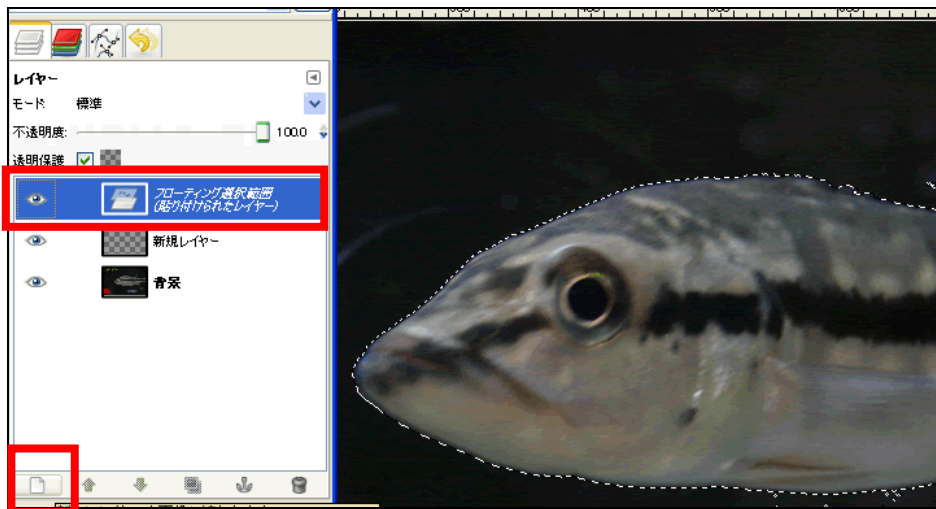 レイヤー
モード 標準
不透明度: 100.0
透明保護
フローティング選択範囲
(貼り付けられたレイヤー)
新規レイヤー
背景